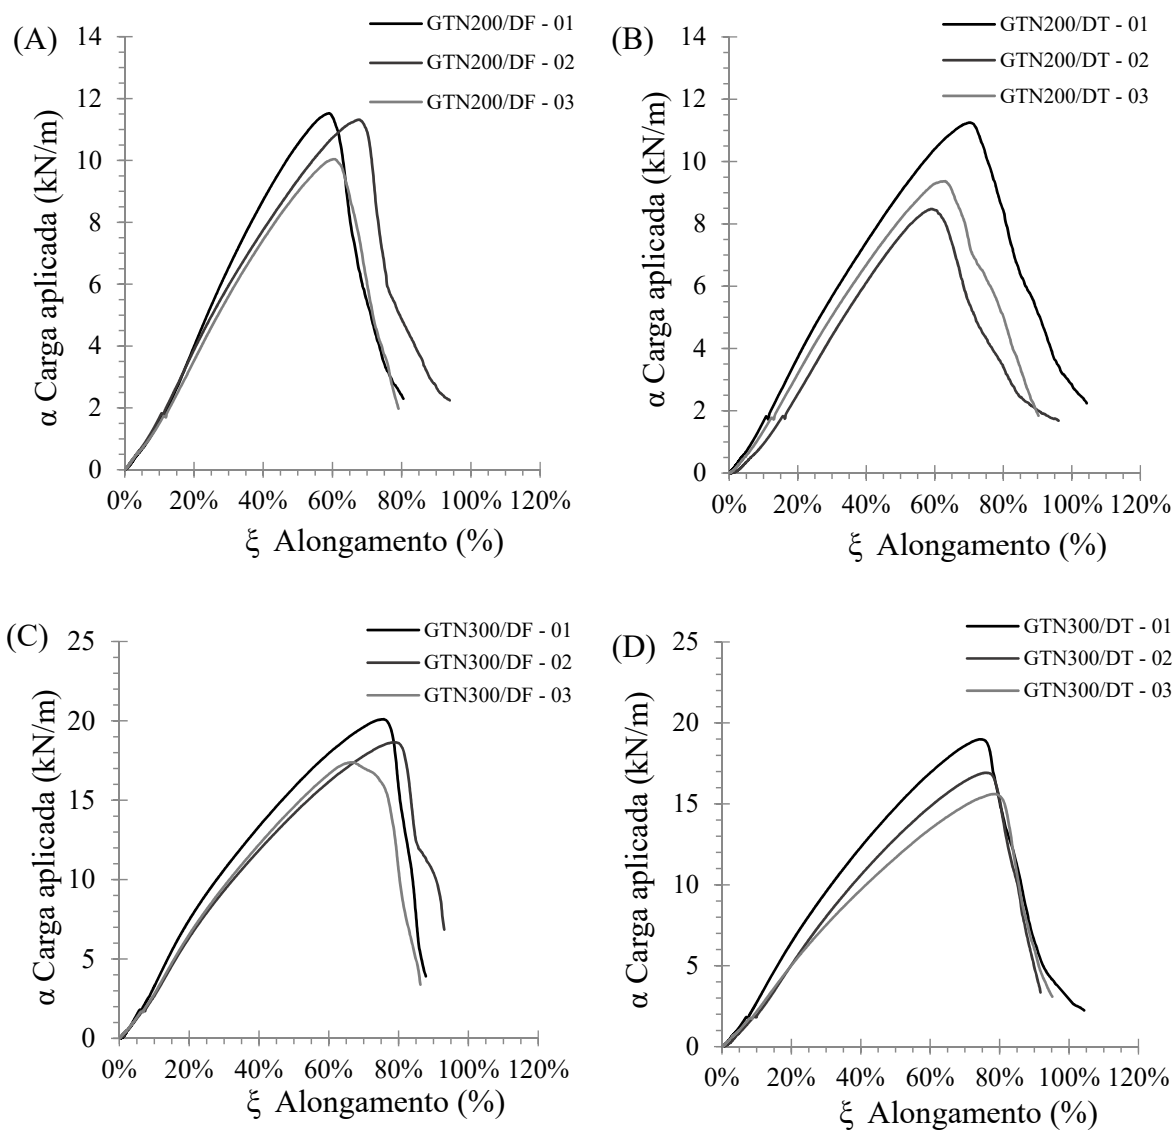 (A)
GTN200/DF - 01
GTN200/DF - 02
GTN200/DF - 03
α Carga aplicada (kN/m)
14
12
10
8
6
4
2
0
0% 20% 40% 60% 80% 100% 120%
ξ Alongamento (%)
(B)
GTN200/DT - 01
GTN200/DT - 02
GTN200/DT - 03
α Carga aplicada (kN/m)
14
12
10
8
6
4
2
0
0% 20% 40% 60% 80% 100% 120%
ξ Alongamento (%)
(C)
GTN300/DF - 01
GTN300/DF - 02
GTN300/DF - 03
α Carga aplicada (kN/m)
25
20
15
10
5
0
0% 20% 40% 60% 80% 100% 120%
ξ Alongamento (%)
(D)
GTN300/DT - 01
GTN300/DT - 02
GTN300/DT - 03
α Carga aplicada (kN/m)
25
20
15
10
5
0
0% 20% 40% 60% 80% 100% 120%
ξ Alongamento (%)